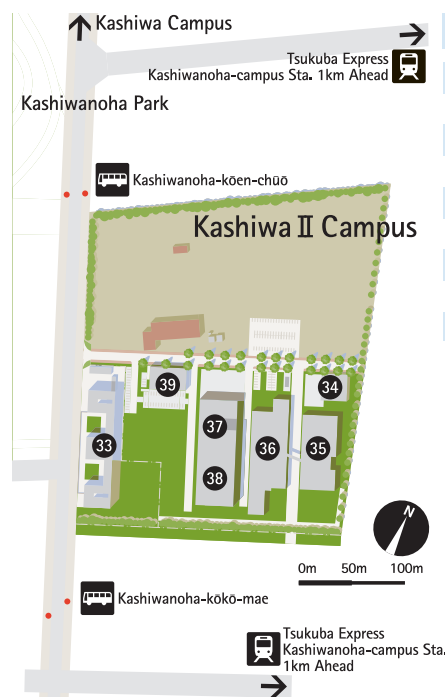 Kashiwa Campus
Tsukuba Express
Kashiwanoha-campus Sta. 1km Ahead
Kashiwanoha Park
Kashiwanoha-kōen-chūō
Kashiwa Ⅱ Campus
39
34
33
37
36
35
38
N
0m 50m 100m
Kashiwanoha-kōkō-mae
Tsukuba Express
Kashiwanoha-campus Sta.
1km Ahead